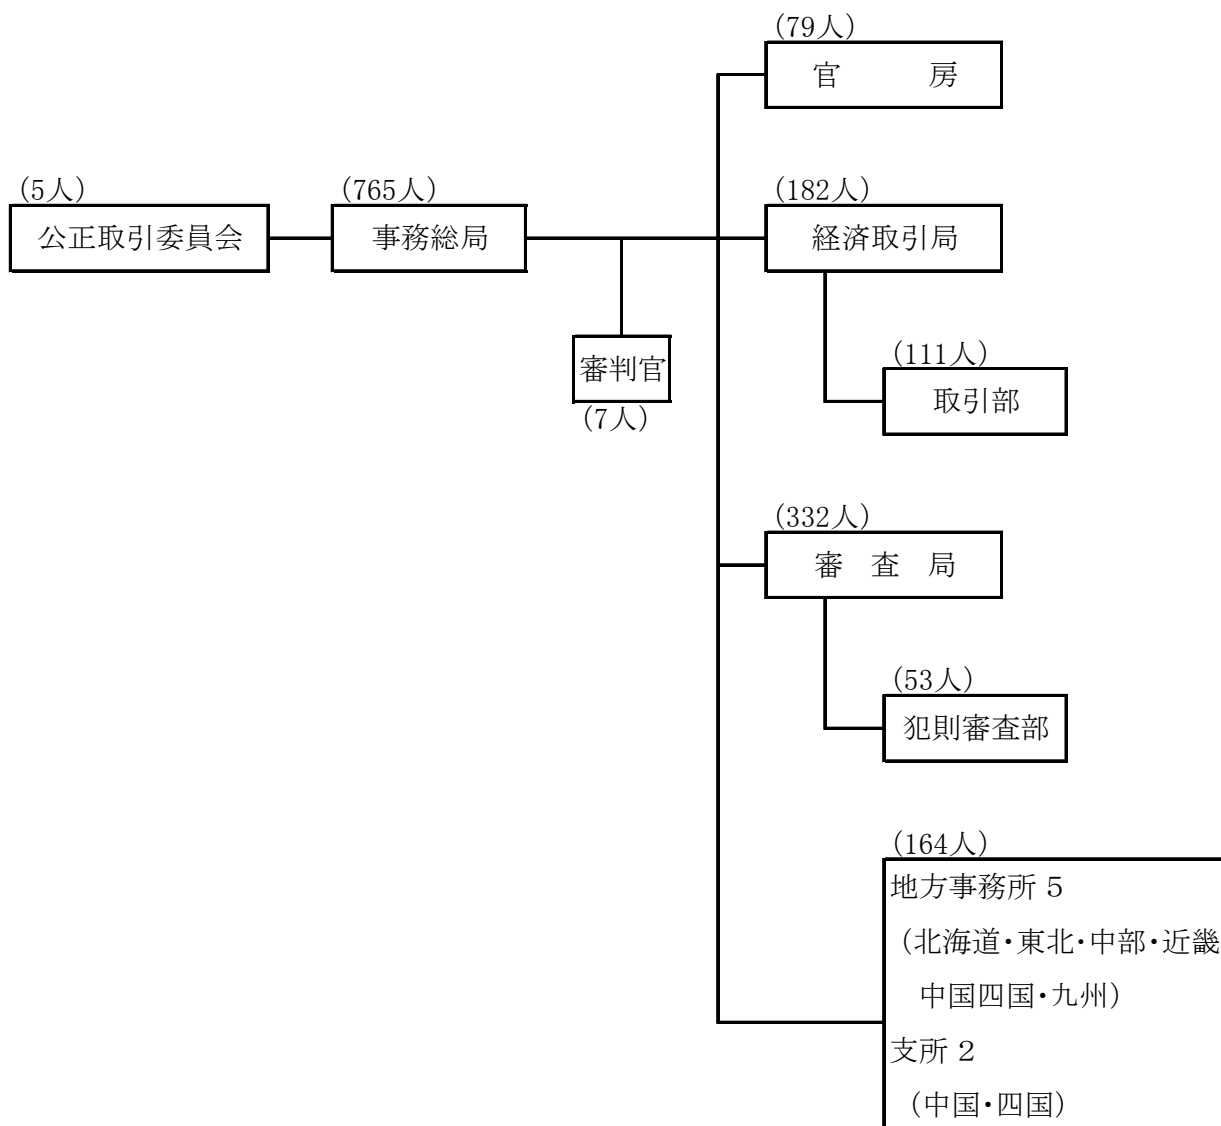 (79人)
官　　　房
(5人)
公正取引委員会
(765人)
事務総局
(182人)
経済取引局
審判官
(7人)
(111人)
取引部
(332人)
審　査　局
(53人)
犯則審査部
(164人)
地方事務所 5
(北海道・東北・中部・近畿
中国四国・九州)
支所 2
(中国・四国)